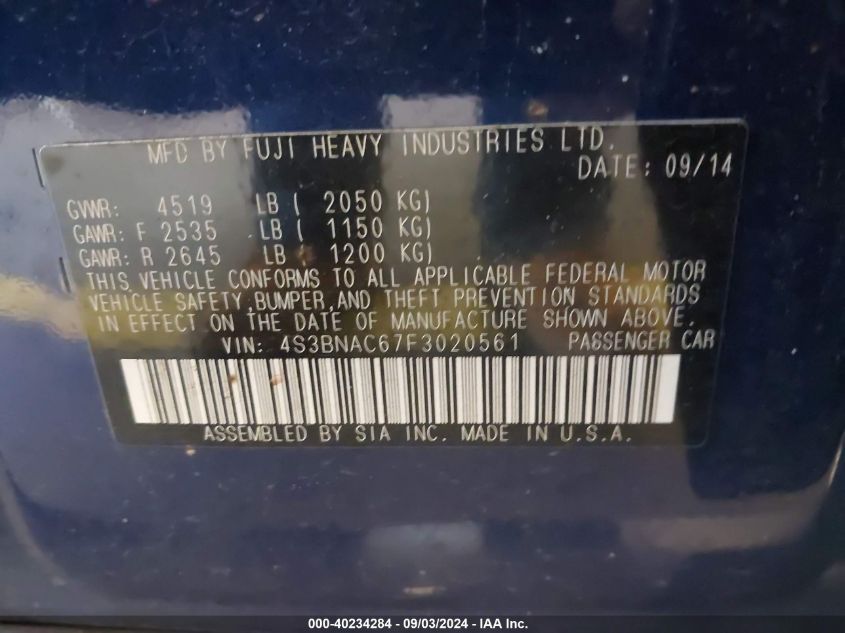 MFD BY FUJI HEAVY INDUSTRIES LTD.
DATE: 09/14
GVWR: 4519 LB ( 2050 KG)
GAWR: F 2535 LB ( 1150 KG)
GAWR: R 2645 LB ( 1200 KG)
THIS VEHICLE CONFORMS TO ALL APPLICABLE FEDERAL MOTOR
VEHICLE SAFETY,BUMPER,AND THEFT PREVENTION STANDARDS
IN EFFECT ON THE DATE OF MANUFACTURE SHOWN ABOVE.
VIN: 4S3BNAC67F3020561 PASSENGER CAR
ASSEMBLED BY SIA INC. MADE IN U.S.A.
000-40234284 - 09/03/2024 - IAA Inc.